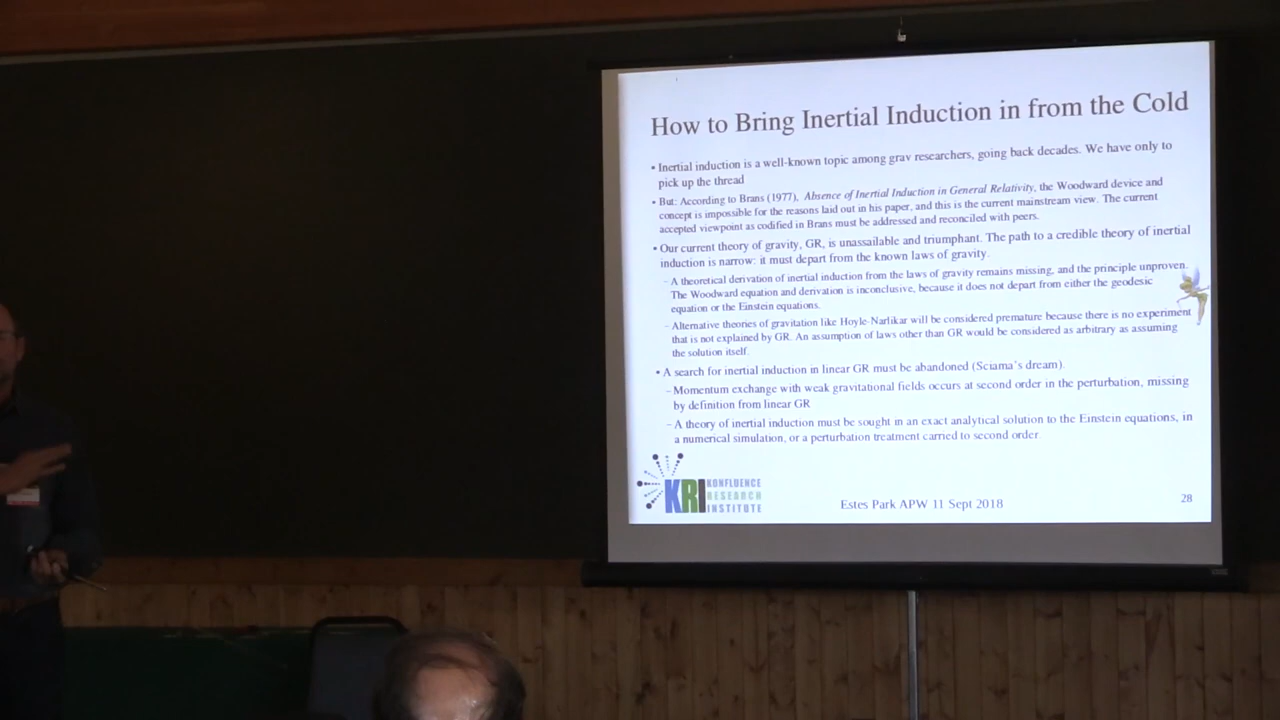 How to Bring Inertial Induction in from the Cold
• Inertial induction is a well-known topic among grav researchers, going back decades. We have only to
pick up the thread
• But: According to Brans (1977), Absence of Inertial Induction in General Relativity, the Woodward device and
concept is impossible for the reasons laid out in his paper, and this is the current mainstream view. The current
accepted viewpoint as codified in Brans must be addressed and reconciled with peers.
• Our current theory of gravity, GR, is unassailable and triumphant. The path to a credible theory of inertial
induction is narrow: it must depart from the known laws of gravity.
– A theoretical derivation of inertial induction from the laws of gravity remains missing, and the principle unproven.
The Woodward equation and derivation is inconclusive, because it does not depart from either the geodesic
equation or the Einstein equations.
– Alternative theories of gravitation like Hoyle-Narlikar will be considered premature because there is no experiment
that is not explained by GR. An assumption of laws other than GR would be considered as arbitrary as assuming
the solution itself.
• A search for inertial induction in linear GR must be abandoned (Sciama's dream).
– Momentum exchange with weak gravitational fields occurs at second order in the perturbation, missing
by definition from linear GR
– A theory of inertial induction must be sought in an exact analytical solution to the Einstein equations, in
a numerical simulation, or a perturbation treatment carried to second order.
KRI
KONFLUENCE
RESEARCH
INSTITUTE
Estes Park APW 11 Sept 2018
28